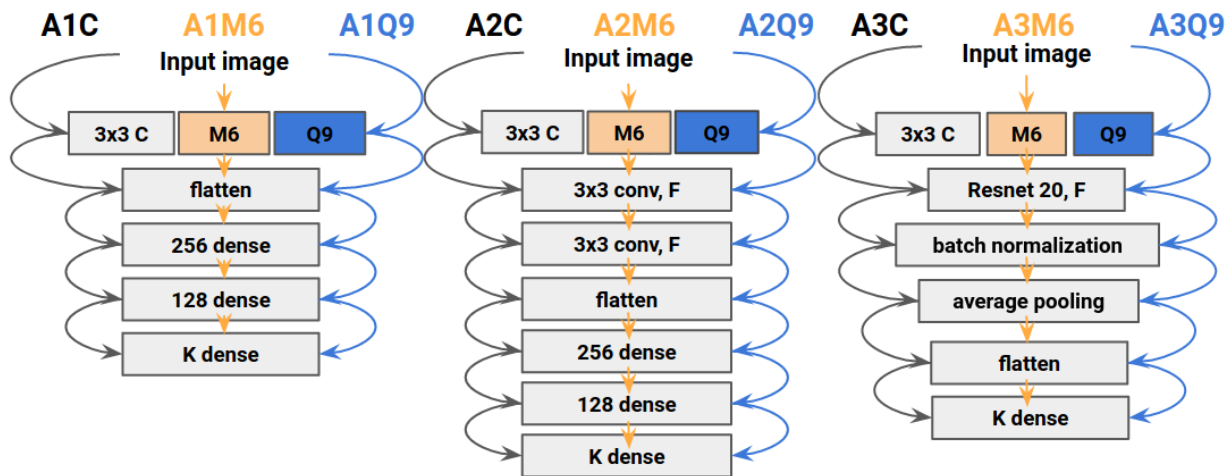 A1C A1M6 A1Q9
Input image
3x3 C M6 Q9
flatten
256 dense
128 dense
K dense
A2C A2M6 A2Q9
Input image
3x3 C M6 Q9
3x3 conv, F
3x3 conv, F
flatten
256 dense
128 dense
K dense
A3C A3M6 A3Q9
Input image
3x3 C M6 Q9
Resnet 20, F
batch normalization
average pooling
flatten
K dense